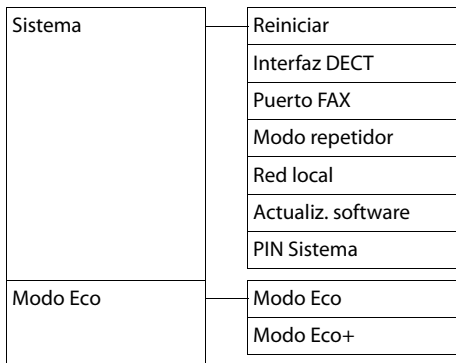 Sistema
Reiniciar
Interfaz DECT
Puerto FAX
Modo repetidor
Red local
Actualiz. software
PIN Sistema
Modo Eco
Modo Eco
Modo Eco+